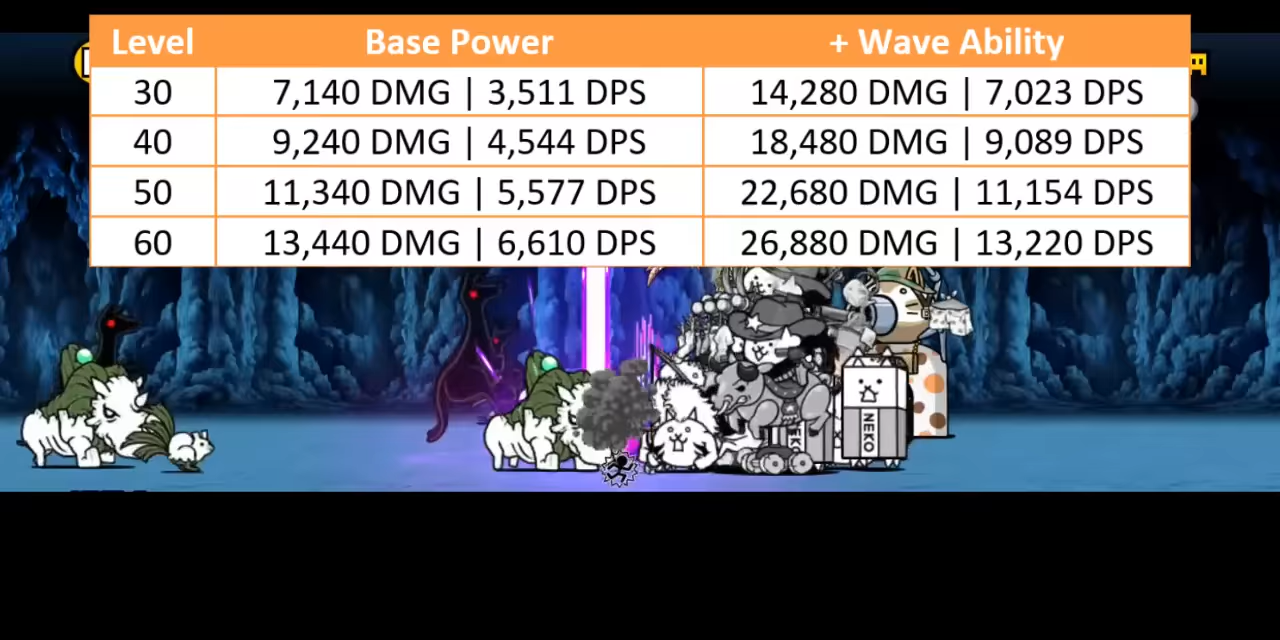 Level Base Power + Wave Ability
30 7,140 DMG | 3,511 DPS 14,280 DMG | 7,023 DPS
40 9,240 DMG | 4,544 DPS 18,480 DMG | 9,089 DPS
50 11,340 DMG | 5,577 DPS 22,680 DMG | 11,154 DPS
60 13,440 DMG | 6,610 DPS 26,880 DMG | 13,220 DPS
NEKO